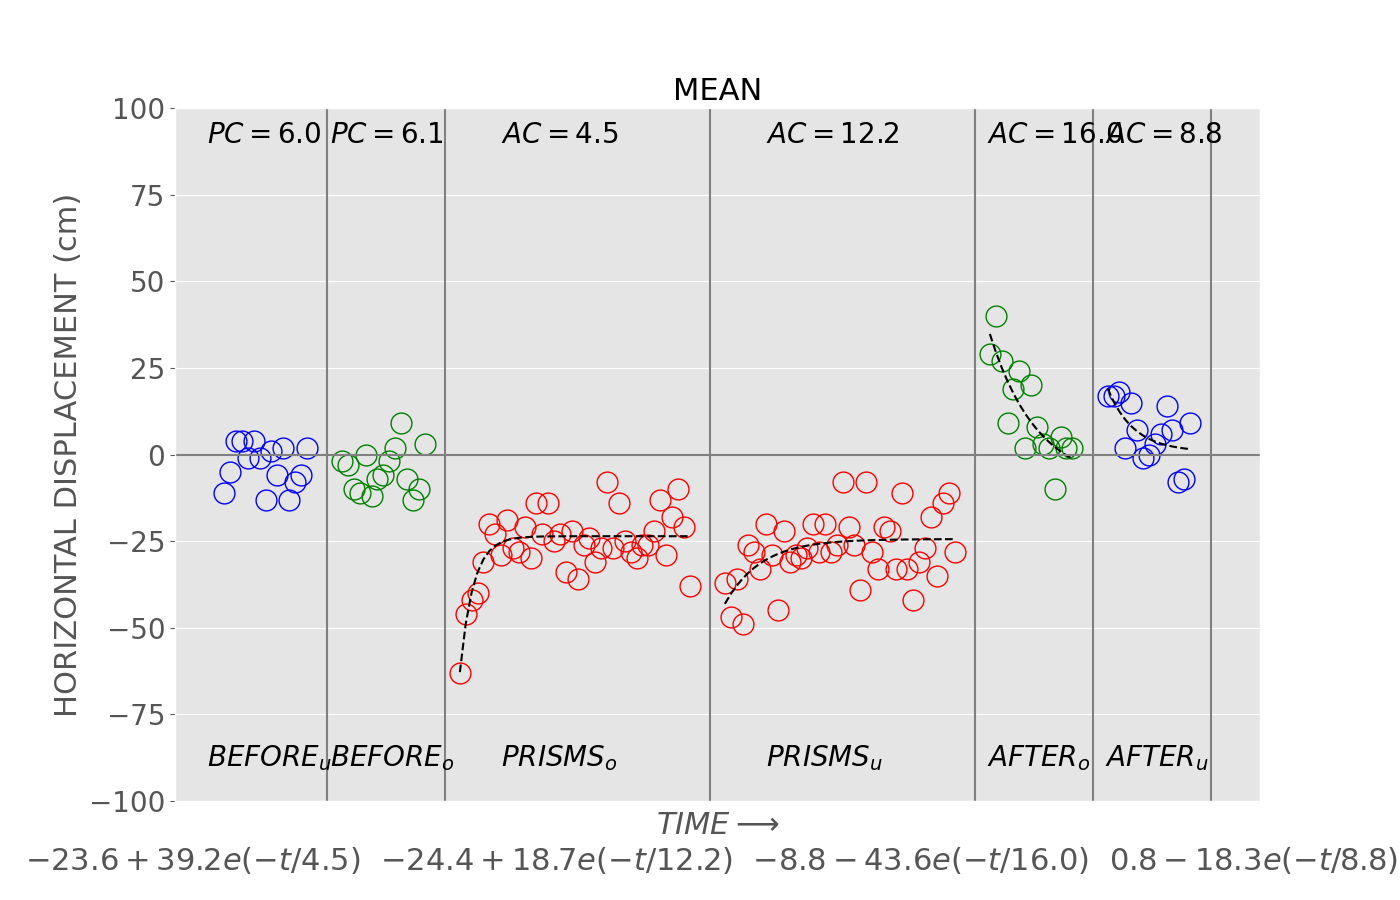 MEAN
100
PC = 6.0 PC = 6.1 AC = 4.5 AC = 12.2 AC = 16.0 AC = 8.8
75
50
25
0
−25
−50
−75
−100
HORIZONTAL DISPLACEMENT (cm)
BEFOREu BEFOREo PRISMSo PRISMSu AFTERo AFTERu
TIME ⟶
−23.6 + 39.2e(−t/4.5) −24.4 + 18.7e(−t/12.2) −8.8 − 43.6e(−t/16.0) 0.8 − 18.3e(−t/8.8)